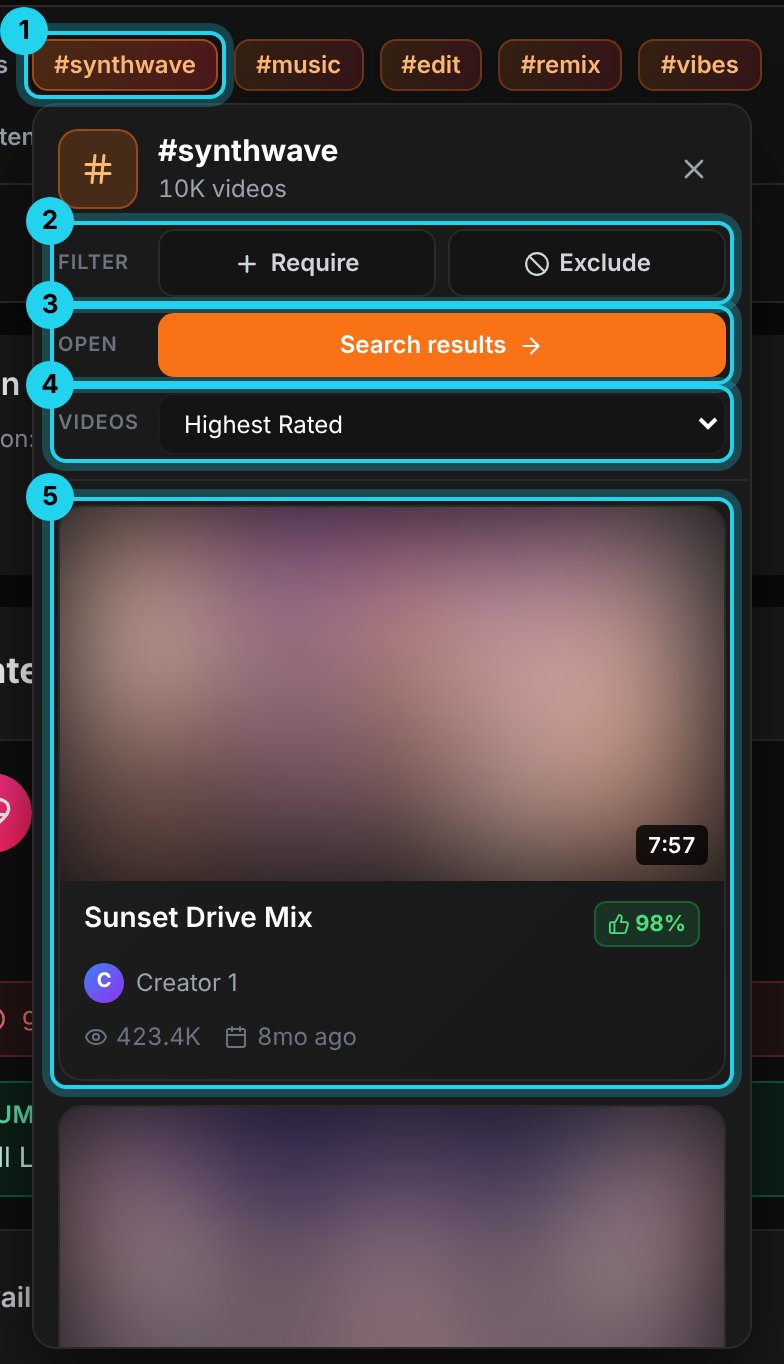 1
s #synthwave #music #edit #remix #vibes
#synthwave
10K videos
2
FILTER + Require Exclude
3
OPEN Search results →
4
VIDEOS Highest Rated
5
7:57
Sunset Drive Mix
98%
C Creator 1
423.4K 8mo ago